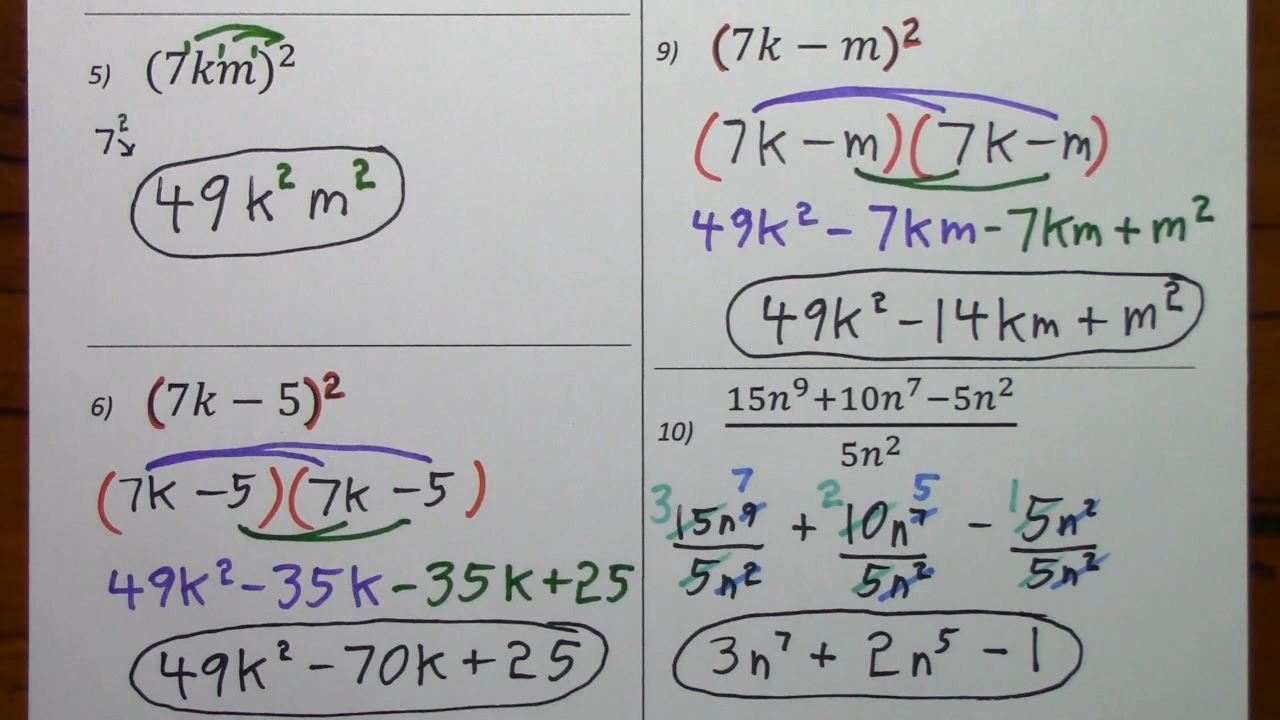 5) (7km)²
7²
49k²m²
6) (7k − 5)²
(7k − 5)(7k − 5)
49k² − 35k − 35k + 25
49k² − 70k + 25
9) (7k − m)²
(7k − m)(7k − m)
49k² − 7km − 7km + m²
49k² − 14km + m²
15n⁹+10n⁷−5n²
10)
5n²
3 7 2 5 1
15n⁹ + 10n⁷ − 5n²
5n² 5n² 5n²
3n⁷ + 2n⁵ − 1